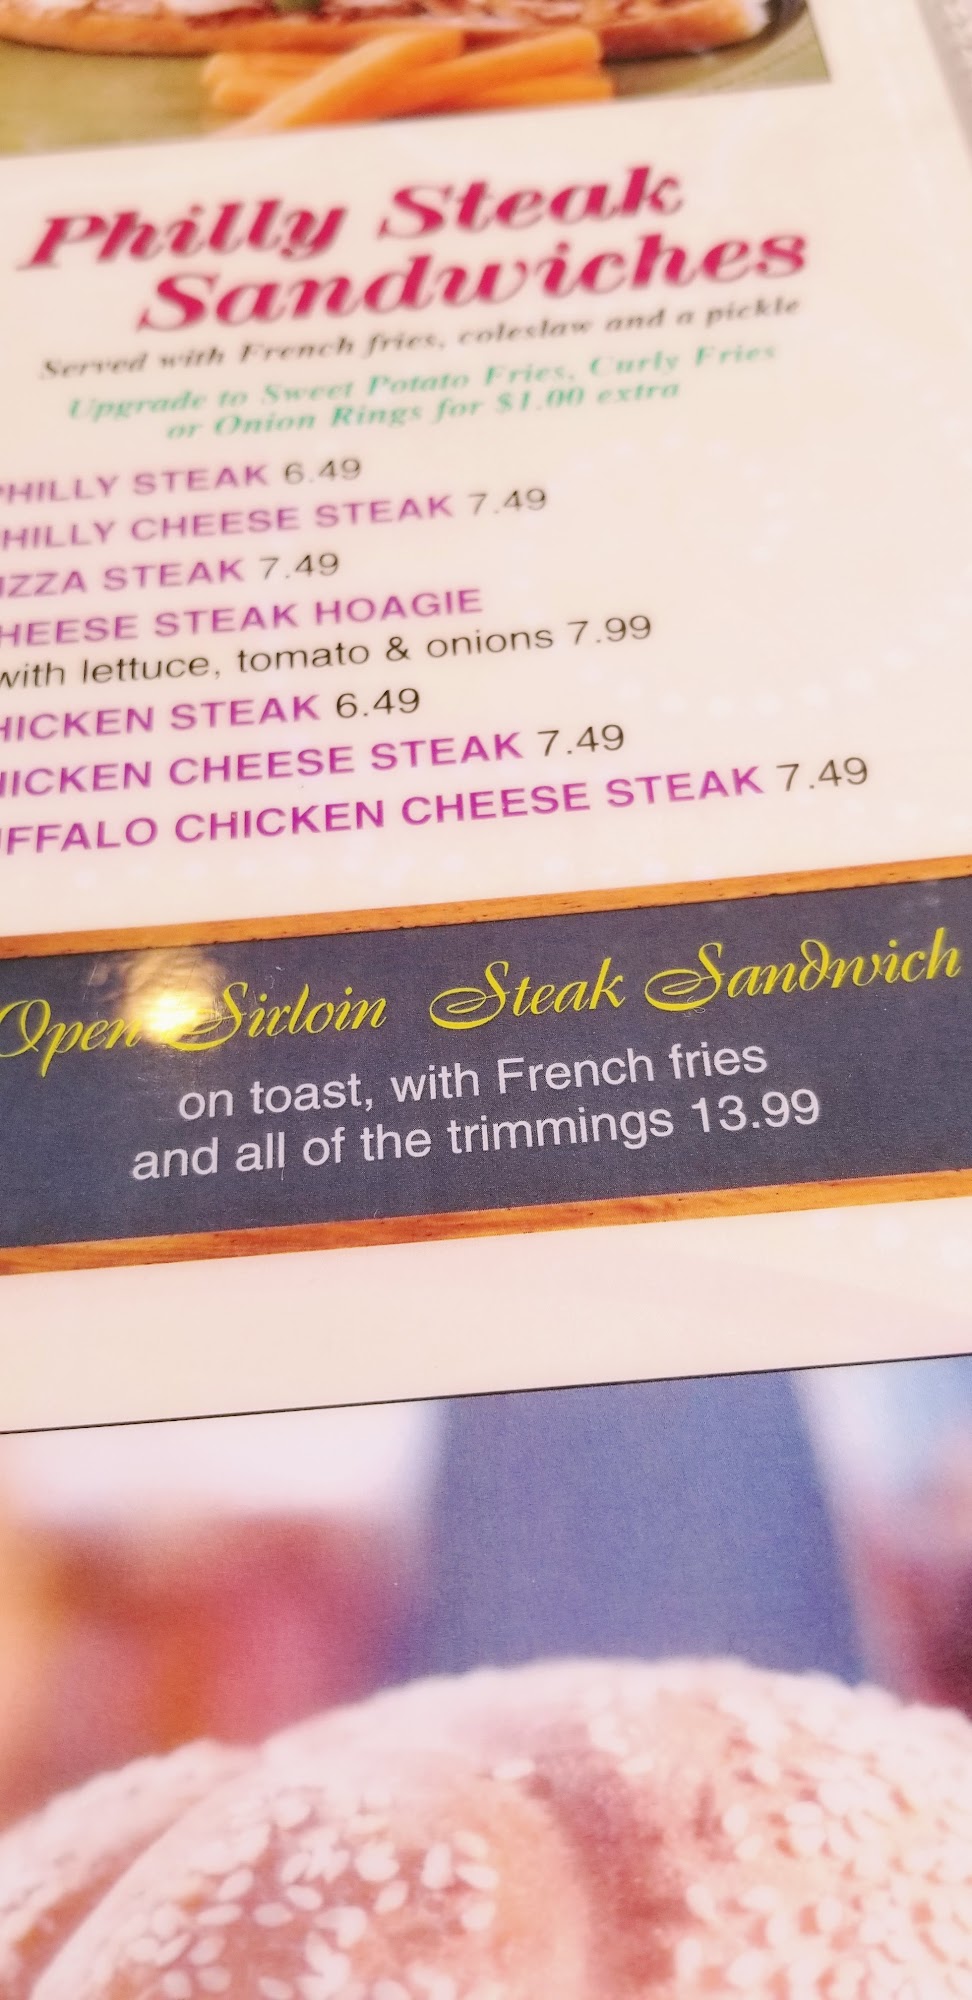 Philly Steak
Sandwiches
Served with French fries, coleslaw and a pickle
Upgrade to Sweet Potato Fries, Curly Fries
or Onion Rings for $1.00 extra
PHILLY STEAK 6.49
HILLY CHEESE STEAK 7.49
IZZA STEAK 7.49
HEESE STEAK HOAGIE
with lettuce, tomato & onions 7.99
HICKEN STEAK 6.49
HICKEN CHEESE STEAK 7.49
UFFALO CHICKEN CHEESE STEAK 7.49
Open Sirloin Steak Sandwich
on toast, with French fries
and all of the trimmings 13.99